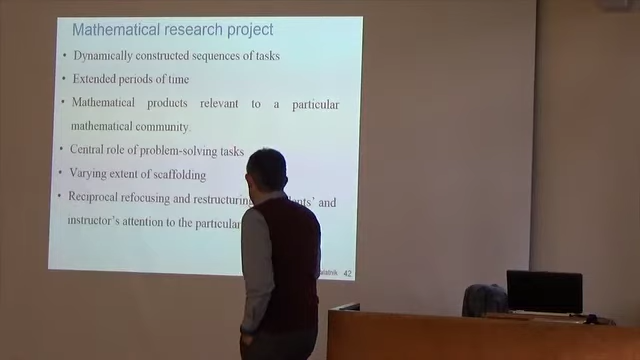 Mathematical research project
• Dynamically constructed sequences of tasks
• Extended periods of time
• Mathematical products relevant to a particular
mathematical community.
• Central role of problem-solving tasks
• Varying extent of scaffolding
• Reciprocal refocusing and restructuring and
instructor's attention to the particular
42